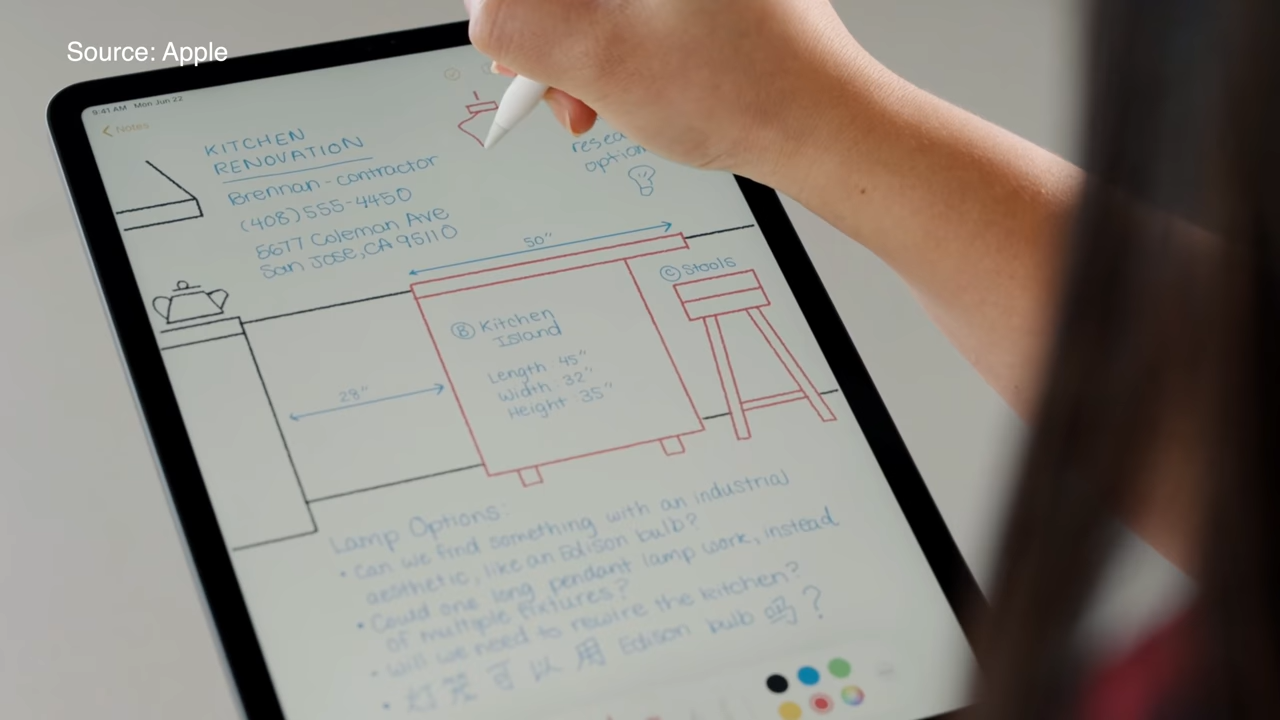 Source: Apple
9:41 AM Mon Jun 22
Notes
KITCHEN
RENOVATION
Brennan - contractor
(408)555-4450
5677 Coleman Ave
San Jose, CA 95110
option
50"
C Stools
B Kitchen
Island
Length 45"
Width 32"
Height 35"
28"
Lamp Options:
• Can we find something with an industrial
aesthetic, like an Edison bulb?
• Could one long pendant lamp work, instead
of multiple fixtures?
• Will we need to rewire the kitchen?
• 灯笼可以用 Edison bulb 吗?